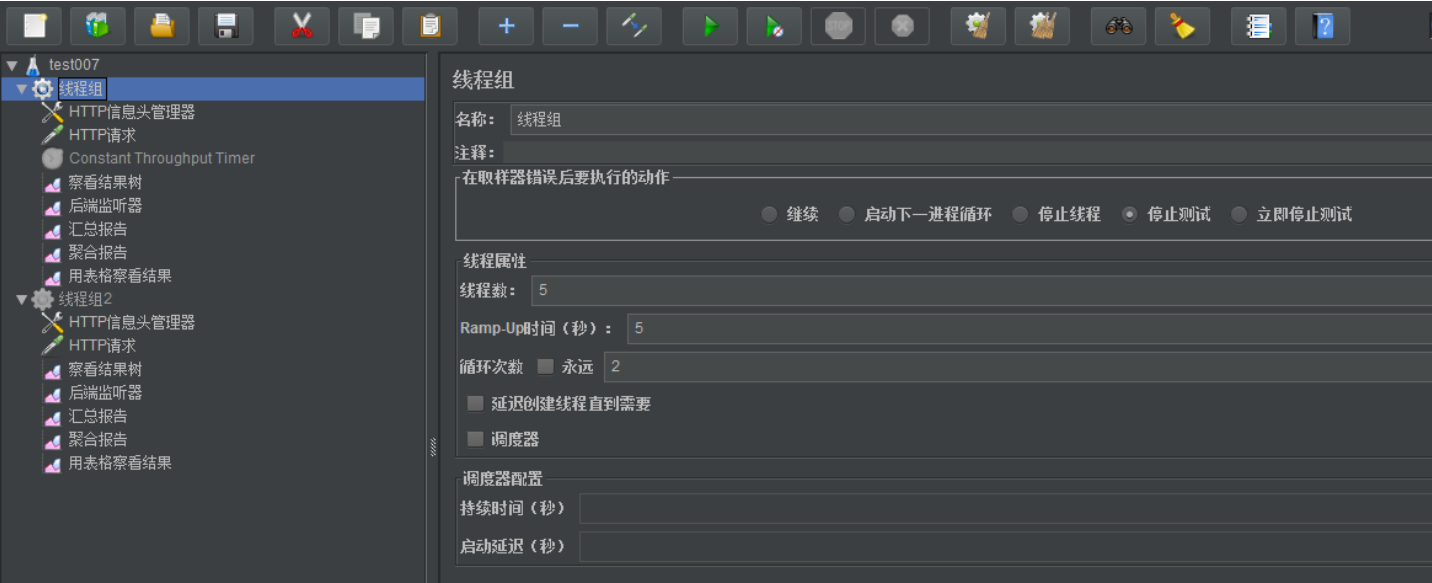 STOP
test007
线程组
HTTP信息头管理器
HTTP请求
Constant Throughput Timer
察看结果树
后端监听器
汇总报告
聚合报告
用表格察看结果
线程组2
HTTP信息头管理器
HTTP请求
察看结果树
后端监听器
汇总报告
聚合报告
用表格察看结果
线程组
名称： 线程组
注释：
在取样器错误后要执行的动作
继续 启动下一进程循环 停止线程 停止测试 立即停止测试
线程属性
线程数： 5
Ramp-Up时间（秒）： 5
循环次数 永远 2
延迟创建线程直到需要
调度器
调度器配置
持续时间（秒）
启动延迟（秒）